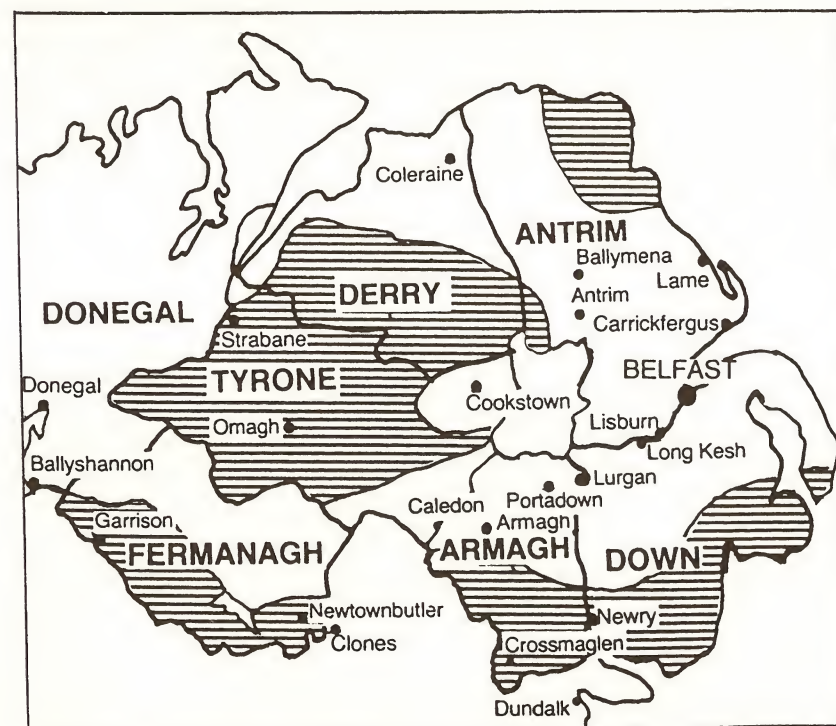 Coleraine
ANTRIM
Ballymena
Lame
Antrim
DERRY
DONEGAL
Carrickfergus
Strabane
TYRONE
BELFAST
Donegal
Cookstown
Omagh
Lisburn
Long Kesh
Ballyshannon
Lurgan
Caledon
Portadown
Garrison
Armagh
FERMANAGH
ARMAGH
DOWN
Newtownbutler
Newry
Clones
Crossmaglen
Dundalk